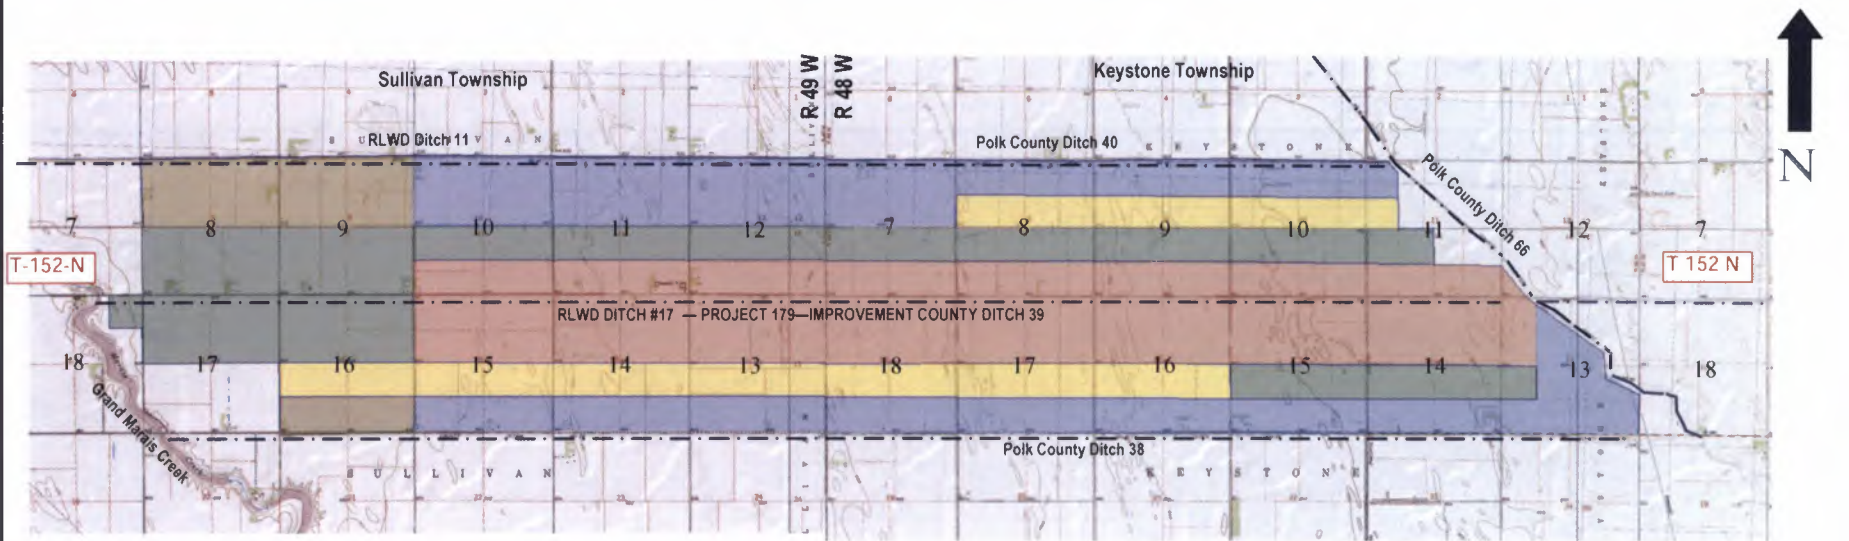 Sullivan Township
R 49 W
R 48 W
Keystone Township
N
RLWD Ditch 11
S U L L I V A N
Polk County Ditch 40
K E Y S T O N E
Polk County Ditch 66
7 8 9 10 11 12 7 8 9 10 11 12 7
T-152-N
T 152 N
RLWD DITCH #17 — PROJECT 179—IMPROVEMENT COUNTY DITCH 39
18 17 16 15 14 13 18 17 16 15 14 13 18
Grand Marais Creek
Polk County Ditch 38
S U L L I V A N
K E Y S T O N E